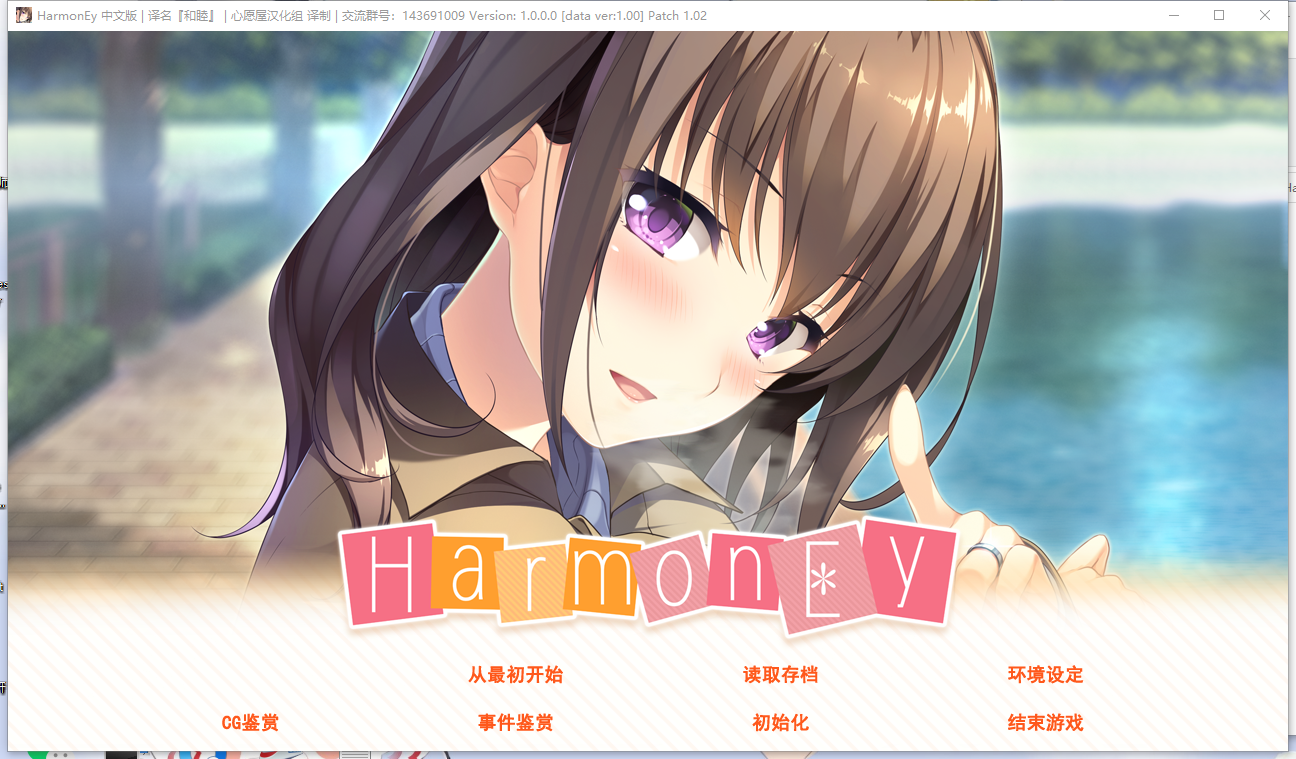 HarmonEy 中文版 | 译名『和睦』 | 心愿屋汉化组 译制 | 交流群号：143691009 Version: 1.0.0.0 [data ver:1.00] Patch 1.02
HarmonEy
从最初开始 读取存档 环境设定
CG鉴赏 事件鉴赏 初始化 结束游戏